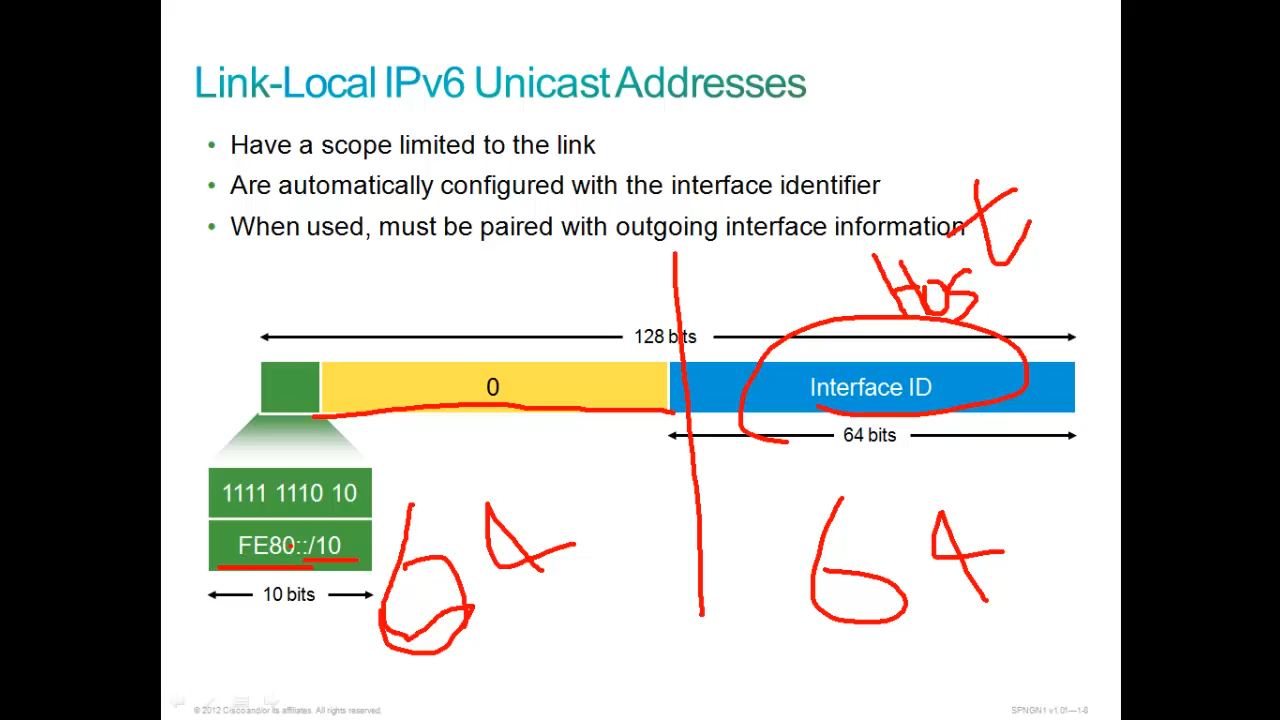 Link-Local IPv6 Unicast Addresses
• Have a scope limited to the link
• Are automatically configured with the interface identifier
• When used, must be paired with outgoing interface information
128 bits
0
Interface ID
64 bits
1111 1110 10
FE80::/10
10 bits
64
64
© 2012 Cisco and/or its affiliates. All rights reserved.
SPNGN1 v1.01—1-8